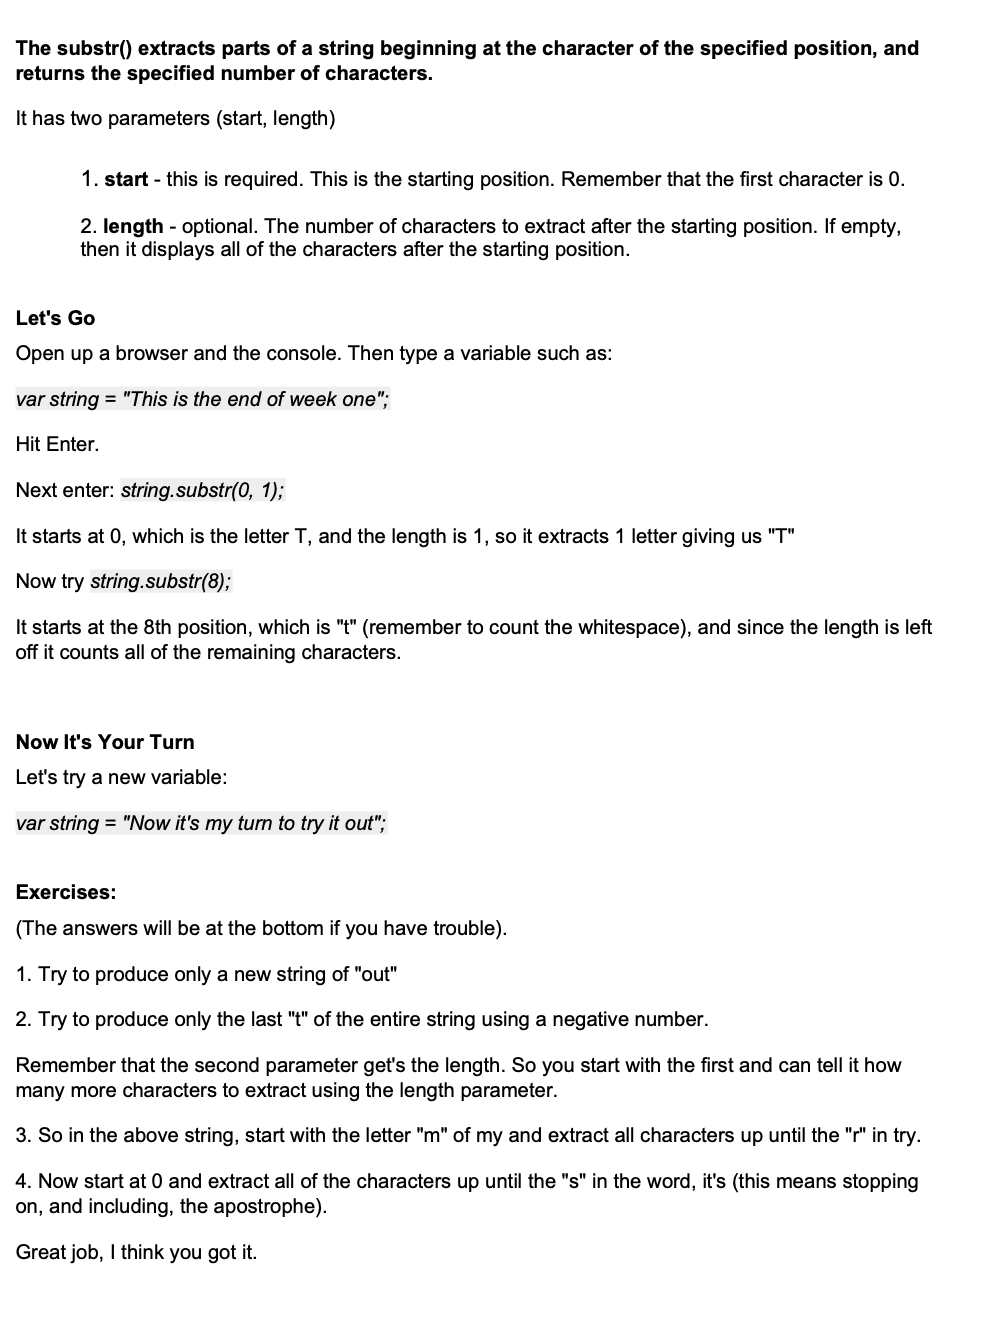 The substr() extracts parts of a string beginning at the character of the specified position, and
returns the specified number of characters.
It has two parameters (start, length)
1. start - this is required. This is the starting position. Remember that the first character is 0.
2. length - optional. The number of characters to extract after the starting position. If empty,
then it displays all of the characters after the starting position.
Let's Go
Open up a browser and the console. Then type a variable such as:
var string = "This is the end of week one";
Hit Enter.
Next enter: string.substr(0, 1);
It starts at 0, which is the letter T, and the length is 1, so it extracts 1 letter giving us "T"
Now try string.substr(8);
It starts at the 8th position, which is "t" (remember to count the whitespace), and since the length is left
off it counts all of the remaining characters.
Now It's Your Turn
Let's try a new variable:
var string = "Now it's my turn to try it out";
Exercises:
(The answers will be at the bottom if you have trouble).
1. Try to produce only a new string of "out"
2. Try to produce only the last "t" of the entire string using a negative number.
Remember that the second parameter get's the length. So you start with the first and can tell it how
many more characters to extract using the length parameter.
3. So in the above string, start with the letter "m" of my and extract all characters up until the "r" in try.
4. Now start at 0 and extract all of the characters up until the "s" in the word, it's (this means stopping
on, and including, the apostrophe).
Great job, I think you got it.